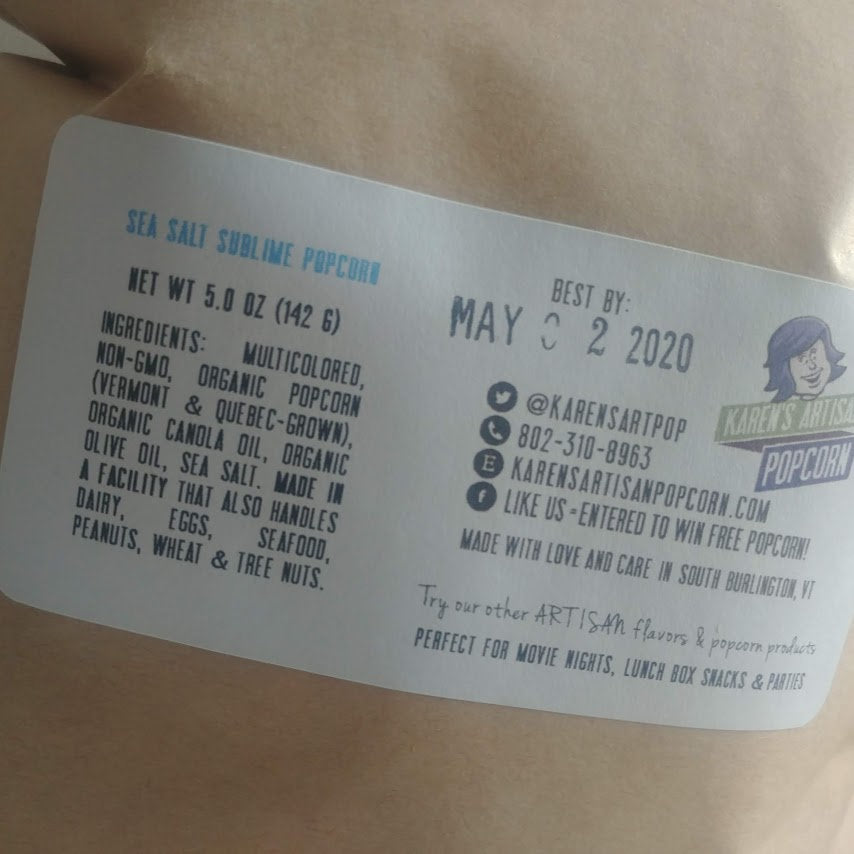 SEA SALT SUBLIME POPCORN
NET WT 5.0 OZ (142 G)
INGREDIENTS: MULTICOLORED,
NON-GMO, ORGANIC POPCORN
(VERMONT & QUEBEC-GROWN),
ORGANIC CANOLA OIL, ORGANIC
OLIVE OIL, SEA SALT. MADE IN
A FACILITY THAT ALSO HANDLES
DAIRY, EGGS, SEAFOOD,
PEANUTS, WHEAT & TREE NUTS.
BEST BY:
MAY 0 2 2020
@KARENSARTPOP
802-310-8963
E KARENSARTISANPOPCORN.COM
f LIKE US = ENTERED TO WIN FREE POPCORN!
MADE WITH LOVE AND CARE IN SOUTH BURLINGTON, VT
Try our other ARTISAN flavors & popcorn products
PERFECT FOR MOVIE NIGHTS, LUNCH BOX SNACKS & PARTIES
KAREN'S ARTISA
POPCORN